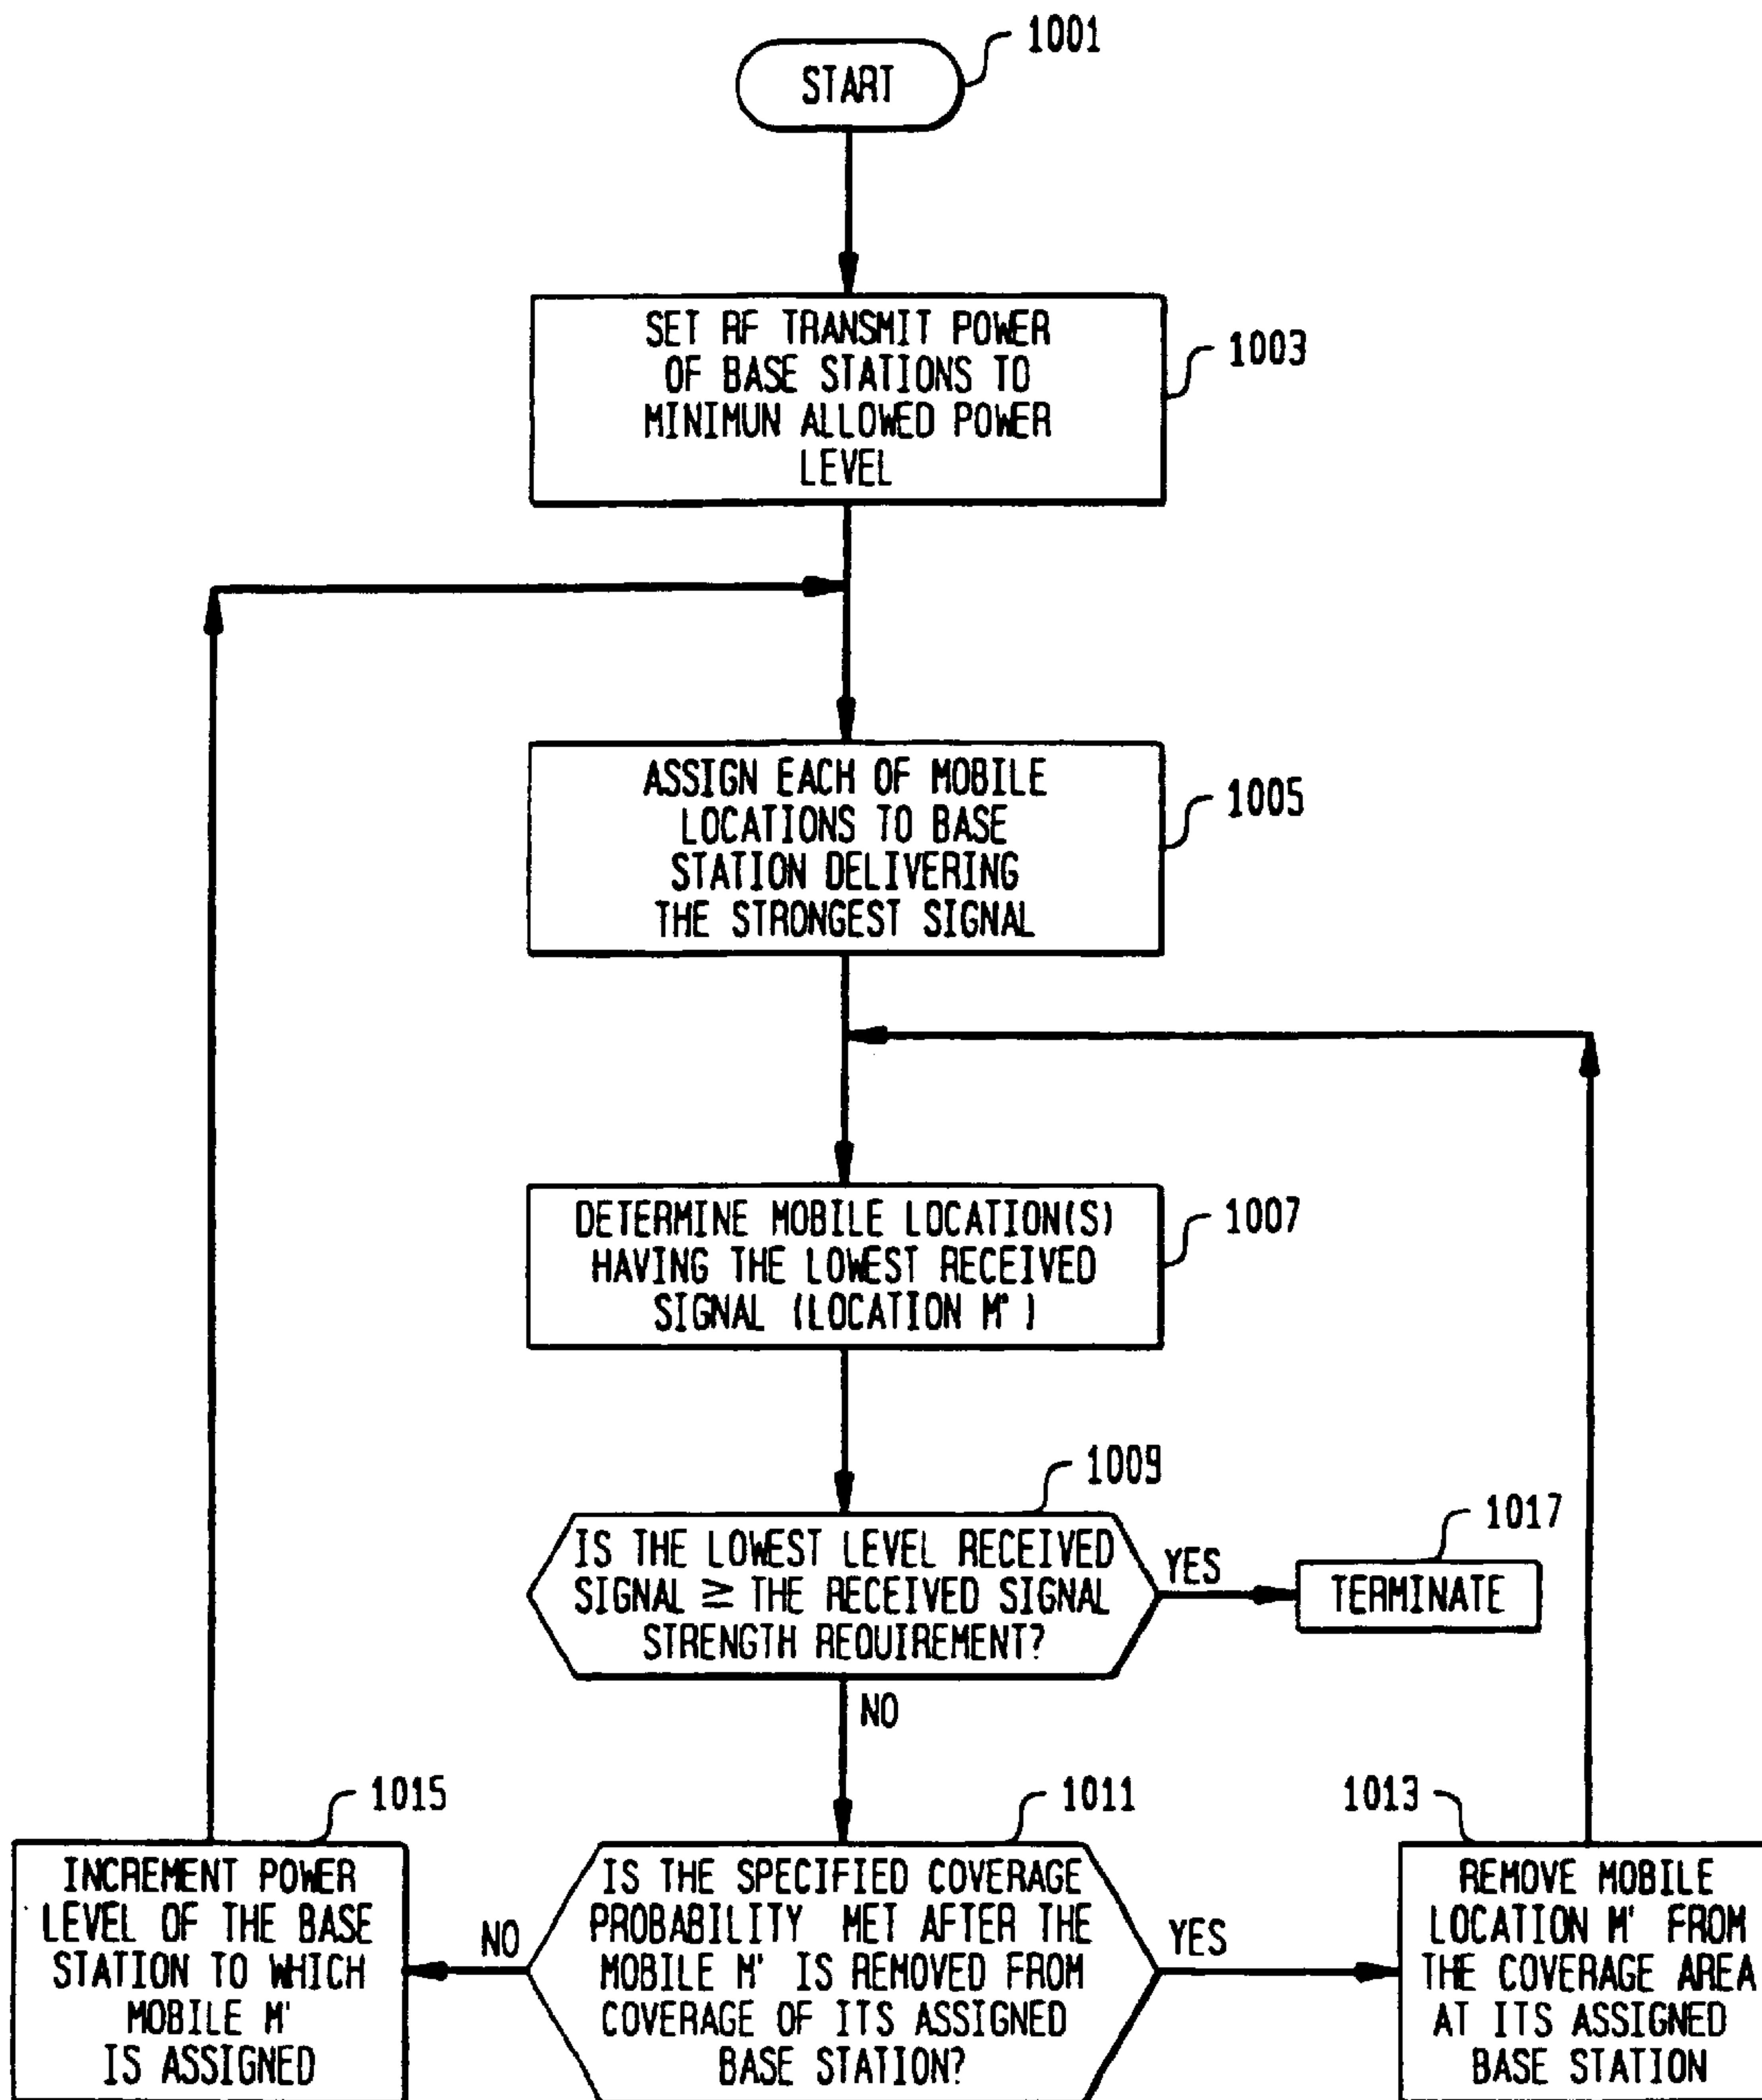 1001
START
SET RF TRANSMIT POWER
OF BASE STATIONS TO
MINIMUN ALLOWED POWER
LEVEL
1003
ASSIGN EACH OF MOBILE
LOCATIONS TO BASE
STATION DELIVERING
THE STRONGEST SIGNAL
1005
DETERMINE MOBILE LOCATION(S)
HAVING THE LOWEST RECEIVED
SIGNAL (LOCATION M')
1007
1009
IS THE LOWEST LEVEL RECEIVED
SIGNAL ≥ THE RECEIVED SIGNAL
STRENGTH REQUIREMENT?
YES
1017
TERMINATE
NO
1015
INCREMENT POWER
LEVEL OF THE BASE
STATION TO WHICH
MOBILE M'
IS ASSIGNED
NO
1011
IS THE SPECIFIED COVERAGE
PROBABILITY MET AFTER THE
MOBILE M' IS REMOVED FROM
COVERAGE OF ITS ASSIGNED
BASE STATION?
YES
1013
REMOVE MOBILE
LOCATION M' FROM
THE COVERAGE AREA
AT ITS ASSIGNED
BASE STATION